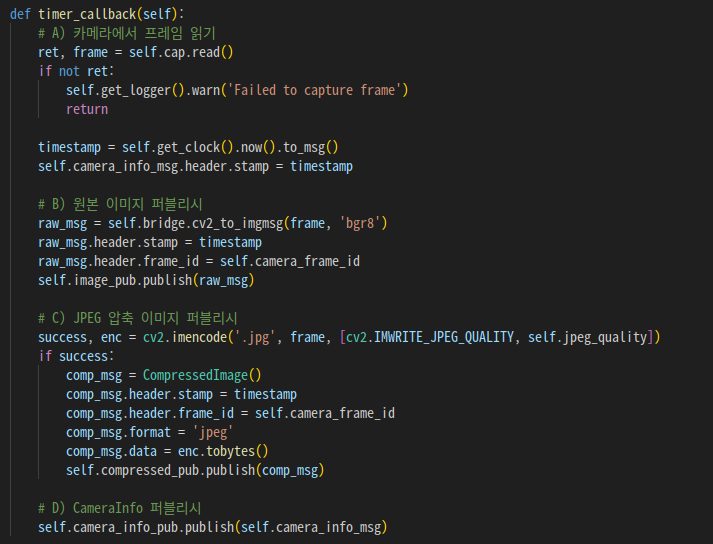 def timer_callback(self):
# A) 카메라에서 프레임 읽기
ret, frame = self.cap.read()
if not ret:
self.get_logger().warn('Failed to capture frame')
return
timestamp = self.get_clock().now().to_msg()
self.camera_info_msg.header.stamp = timestamp
# B) 원본 이미지 퍼블리시
raw_msg = self.bridge.cv2_to_imgmsg(frame, 'bgr8')
raw_msg.header.stamp = timestamp
raw_msg.header.frame_id = self.camera_frame_id
self.image_pub.publish(raw_msg)
# C) JPEG 압축 이미지 퍼블리시
success, enc = cv2.imencode('.jpg', frame, [cv2.IMWRITE_JPEG_QUALITY, self.jpeg_quality])
if success:
comp_msg = CompressedImage()
comp_msg.header.stamp = timestamp
comp_msg.header.frame_id = self.camera_frame_id
comp_msg.format = 'jpeg'
comp_msg.data = enc.tobytes()
self.compressed_pub.publish(comp_msg)
# D) CameraInfo 퍼블리시
self.camera_info_pub.publish(self.camera_info_msg)